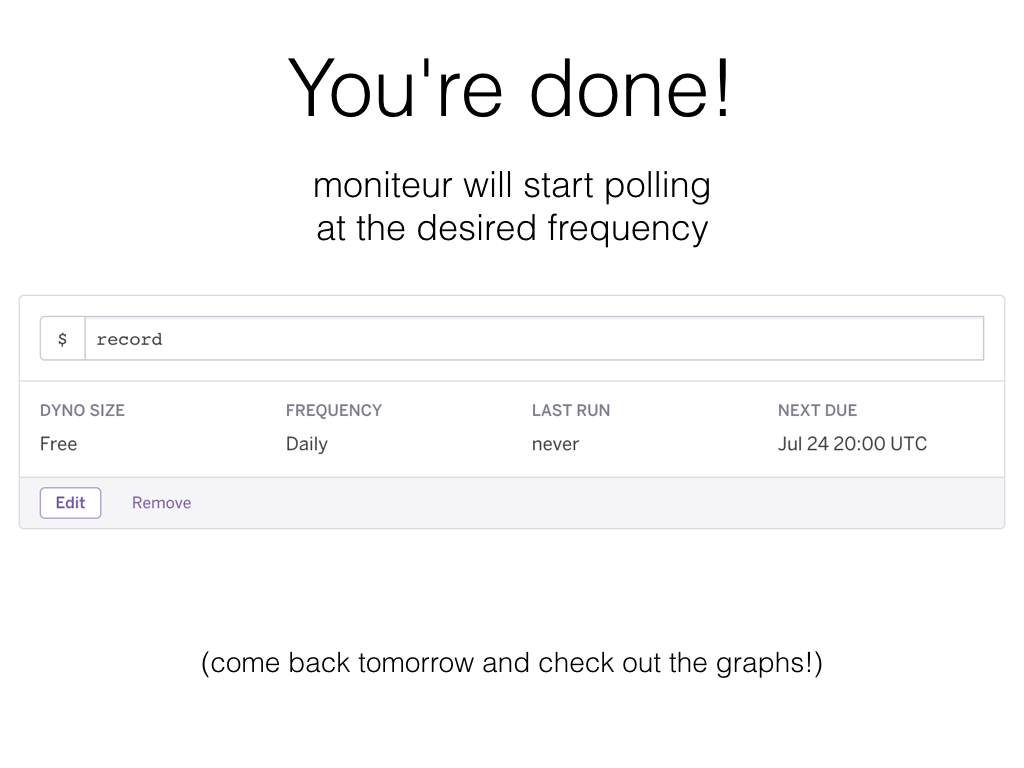 You're done!
moniteur will start polling
at the desired frequency
$ record
DYNO SIZE FREQUENCY LAST RUN NEXT DUE
Free Daily never Jul 24 20:00 UTC
Edit Remove
(come back tomorrow and check out the graphs!)